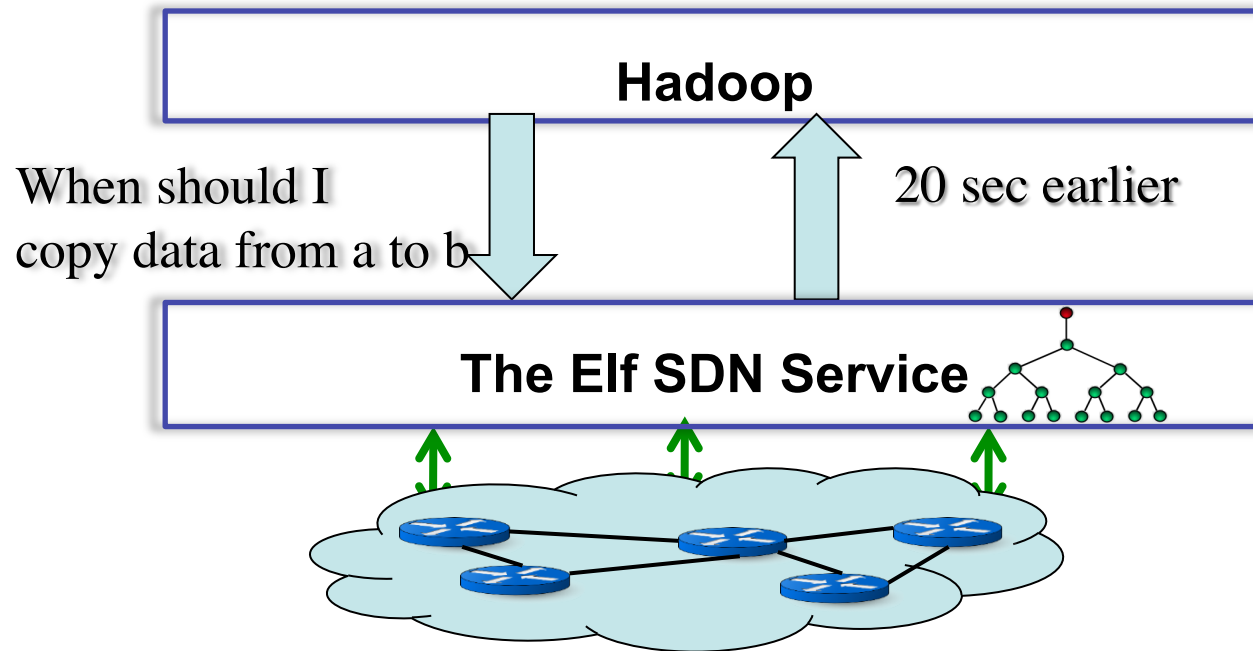 Hadoop
When should I
copy data from a to b
20 sec earlier
The Elf SDN Service